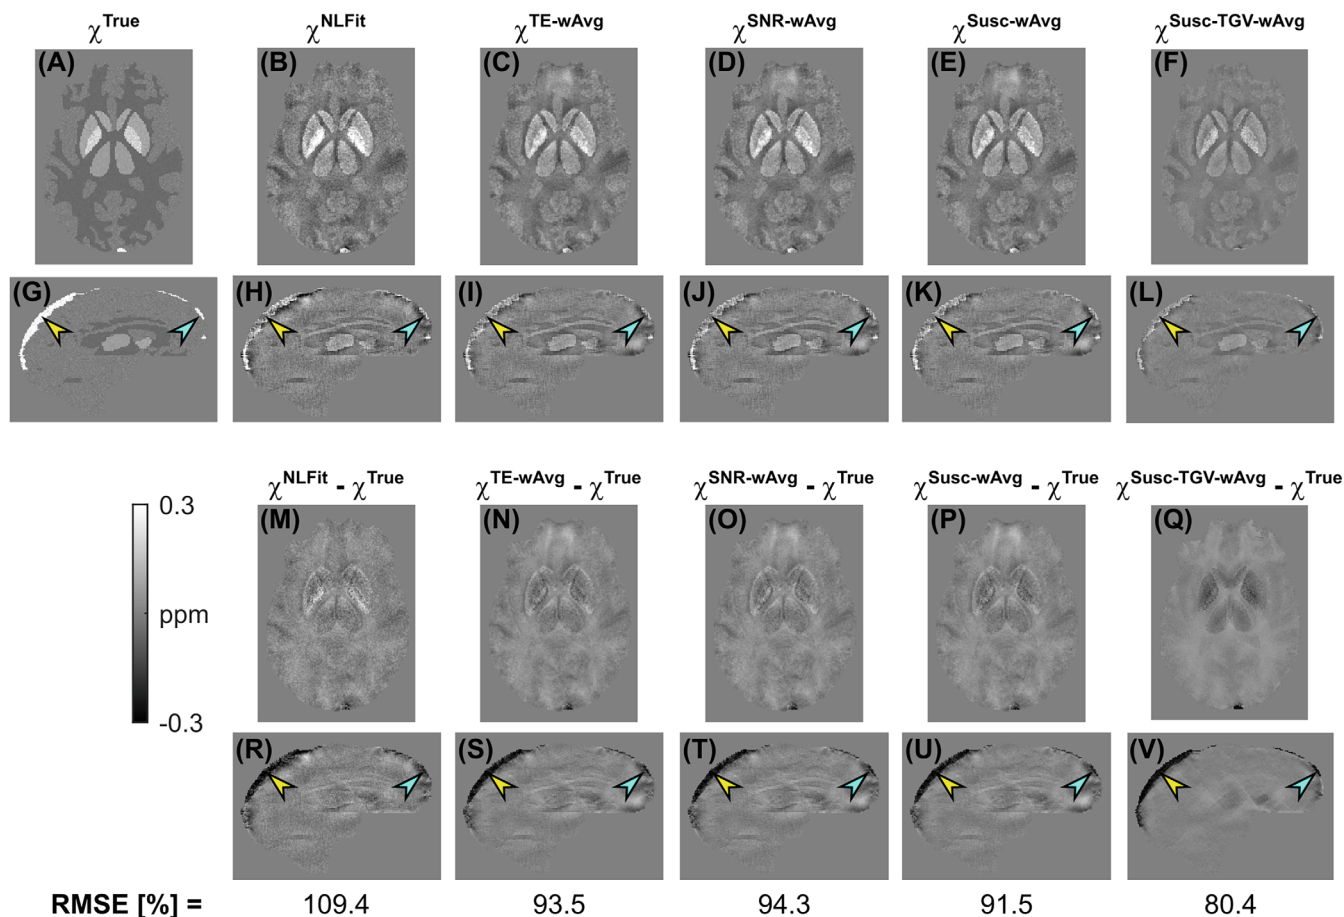 χTrue χNLFit χTE-wAvg χSNR-wAvg χSusc-wAvg χSusc-TGV-wAvg
(A) (B) (C) (D) (E) (F)
(G) (H) (I) (J) (K) (L)
χNLFit - χTrue χTE-wAvg - χTrue χSNR-wAvg - χTrue χSusc-wAvg - χTrue χSusc-TGV-wAvg - χTrue
(M) (N) (O) (P) (Q)
0.3
ppm
-0.3
(R) (S) (T) (U) (V)
RMSE [%] = 109.4 93.5 94.3 91.5 80.4